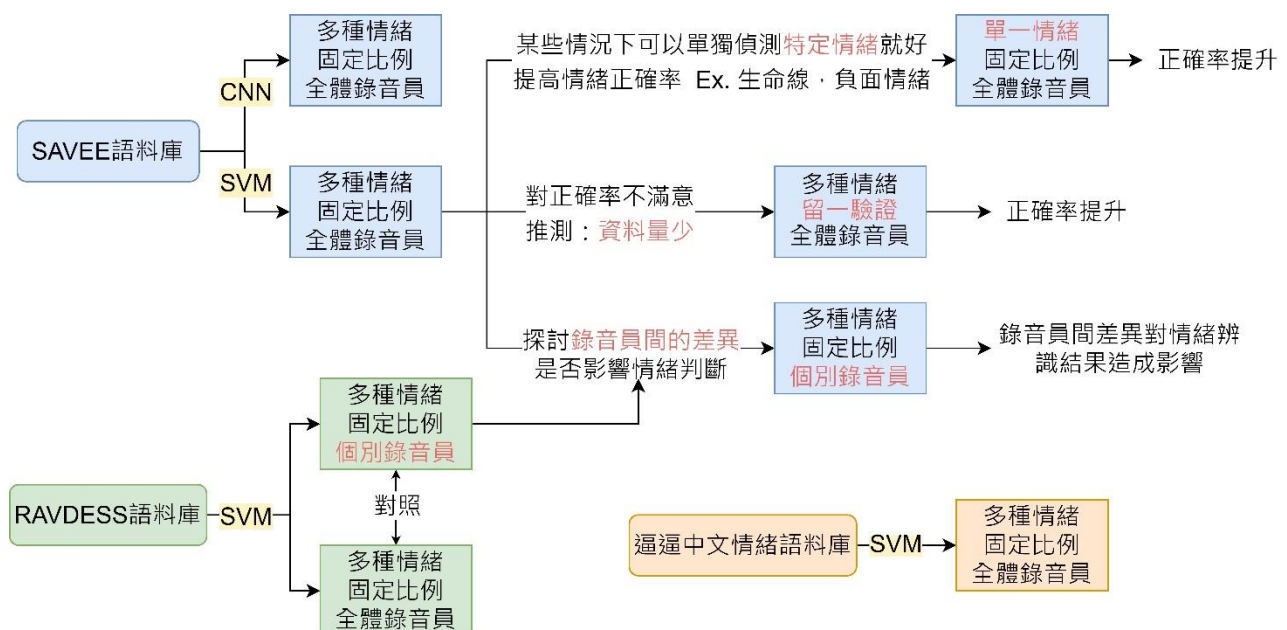 多種情緒
固定比例
全體錄音員
CNN
SAVEE語料庫
SVM
多種情緒
固定比例
全體錄音員
某些情況下可以單獨偵測特定情緒就好
提高情緒正確率 Ex. 生命線，負面情緒
單一情緒
固定比例
全體錄音員
正確率提升
對正確率不滿意
推測：資料量少
多種情緒
留一驗證
全體錄音員
正確率提升
探討錄音員間的差異
是否影響情緒判斷
多種情緒
固定比例
個別錄音員
錄音員間差異對情緒辨
識結果造成影響
RAVDESS語料庫
SVM
多種情緒
固定比例
個別錄音員
對照
多種情緒
固定比例
全體錄音員
逼逼中文情緒語料庫
SVM
多種情緒
固定比例
全體錄音員